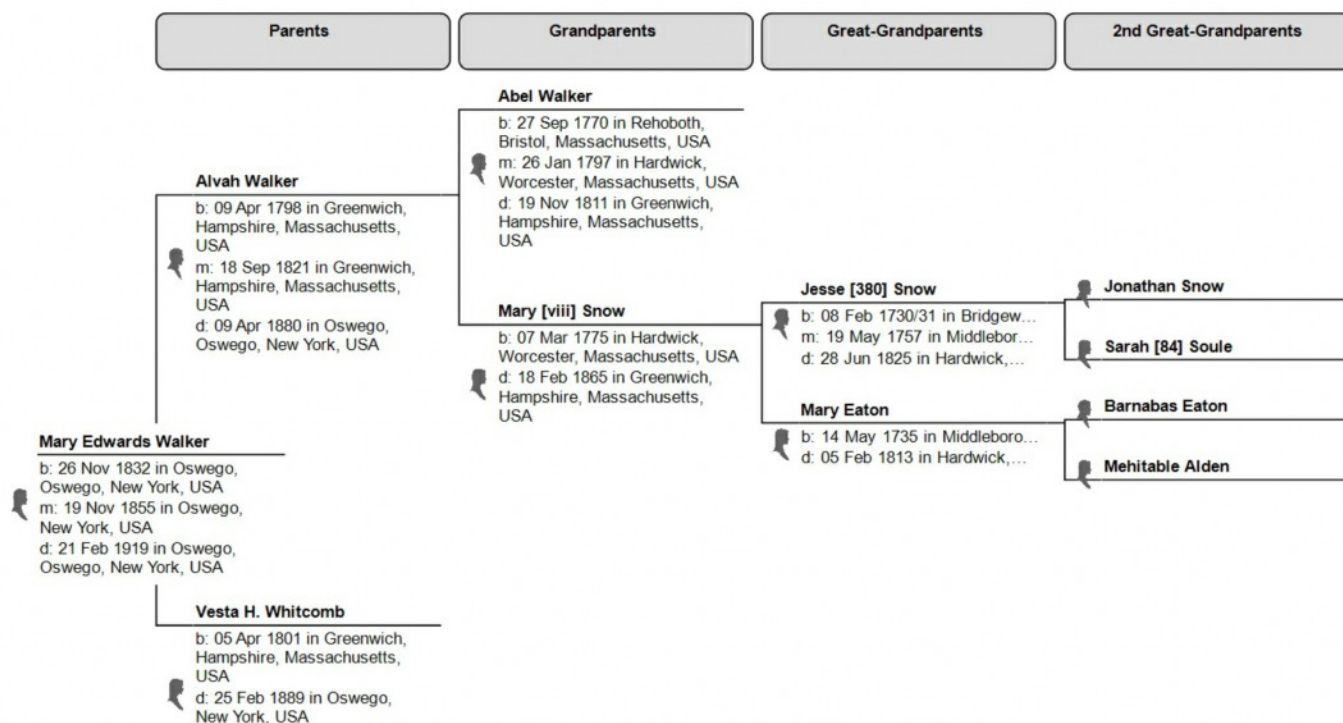 Parents
Grandparents
Great-Grandparents
2nd Great-Grandparents
Abel Walker
b: 27 Sep 1770 in Rehoboth,
Bristol, Massachusetts, USA
m: 26 Jan 1797 in Hardwick,
Worcester, Massachusetts, USA
d: 19 Nov 1811 in Greenwich,
Hampshire, Massachusetts,
USA
Alvah Walker
b: 09 Apr 1798 in Greenwich,
Hampshire, Massachusetts,
USA
m: 18 Sep 1821 in Greenwich,
Hampshire, Massachusetts,
USA
d: 09 Apr 1880 in Oswego,
Oswego, New York, USA
Mary [viii] Snow
b: 07 Mar 1775 in Hardwick,
Worcester, Massachusetts, USA
d: 18 Feb 1865 in Greenwich,
Hampshire, Massachusetts,
USA
Jesse [380] Snow
b: 08 Feb 1730/31 in Bridgew...
m: 19 May 1757 in Middlebor...
d: 28 Jun 1825 in Hardwick,...
Jonathan Snow
Sarah [84] Soule
Mary Eaton
b: 14 May 1735 in Middleboro...
d: 05 Feb 1813 in Hardwick,...
Barnabas Eaton
Mehitable Alden
Mary Edwards Walker
b: 26 Nov 1832 in Oswego,
Oswego, New York, USA
m: 19 Nov 1855 in Oswego,
New York, USA
d: 21 Feb 1919 in Oswego,
Oswego, New York, USA
Vesta H. Whitcomb
b: 05 Apr 1801 in Greenwich,
Hampshire, Massachusetts,
USA
d: 25 Feb 1889 in Oswego,
New York, USA